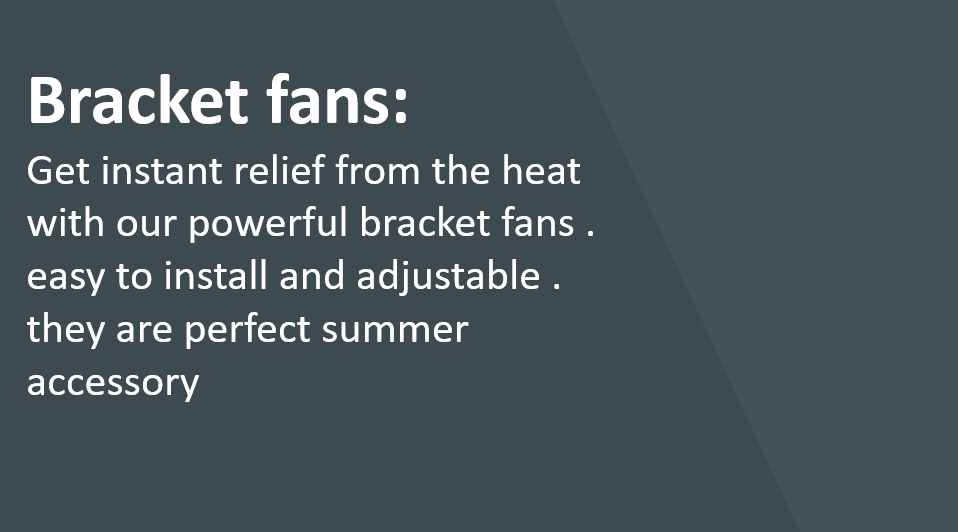 Bracket fans:
Get instant relief from the heat
with our powerful bracket fans .
easy to install and adjustable .
they are perfect summer
accessory